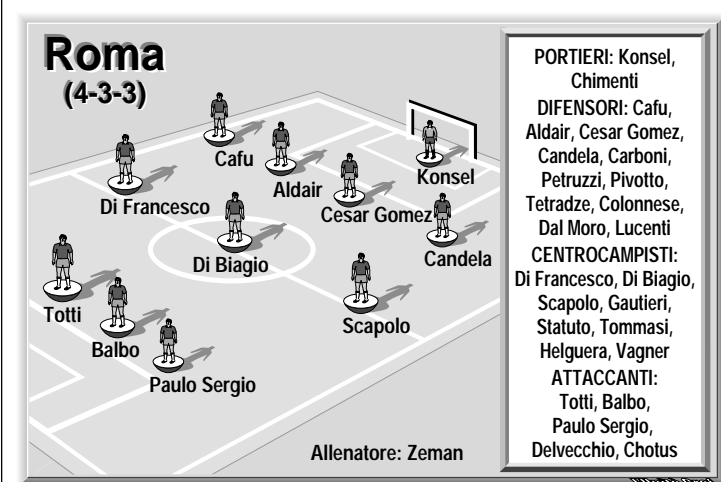 Roma
(4-3-3)
Cafu
Aldair
Konsel
Di Francesco
Cesar Gomez
Di Biagio
Candela
Totti
Scapolo
Balbo
Paulo Sergio
Allenatore: Zeman
PORTIERI: Konsel,
Chimenti
DIFENSORI: Cafu,
Aldair, Cesar Gomez,
Candela, Carboni,
Petruzzi, Pivotto,
Tetradze, Colonnese,
Dal Moro, Lucenti
CENTROCAMPISTI:
Di Francesco, Di Biagio,
Scapolo, Gautieri,
Statuto, Tommasi,
Helguera, Vagner
ATTACCANTI:
Totti, Balbo,
Paulo Sergio,
Delvecchio, Chotus